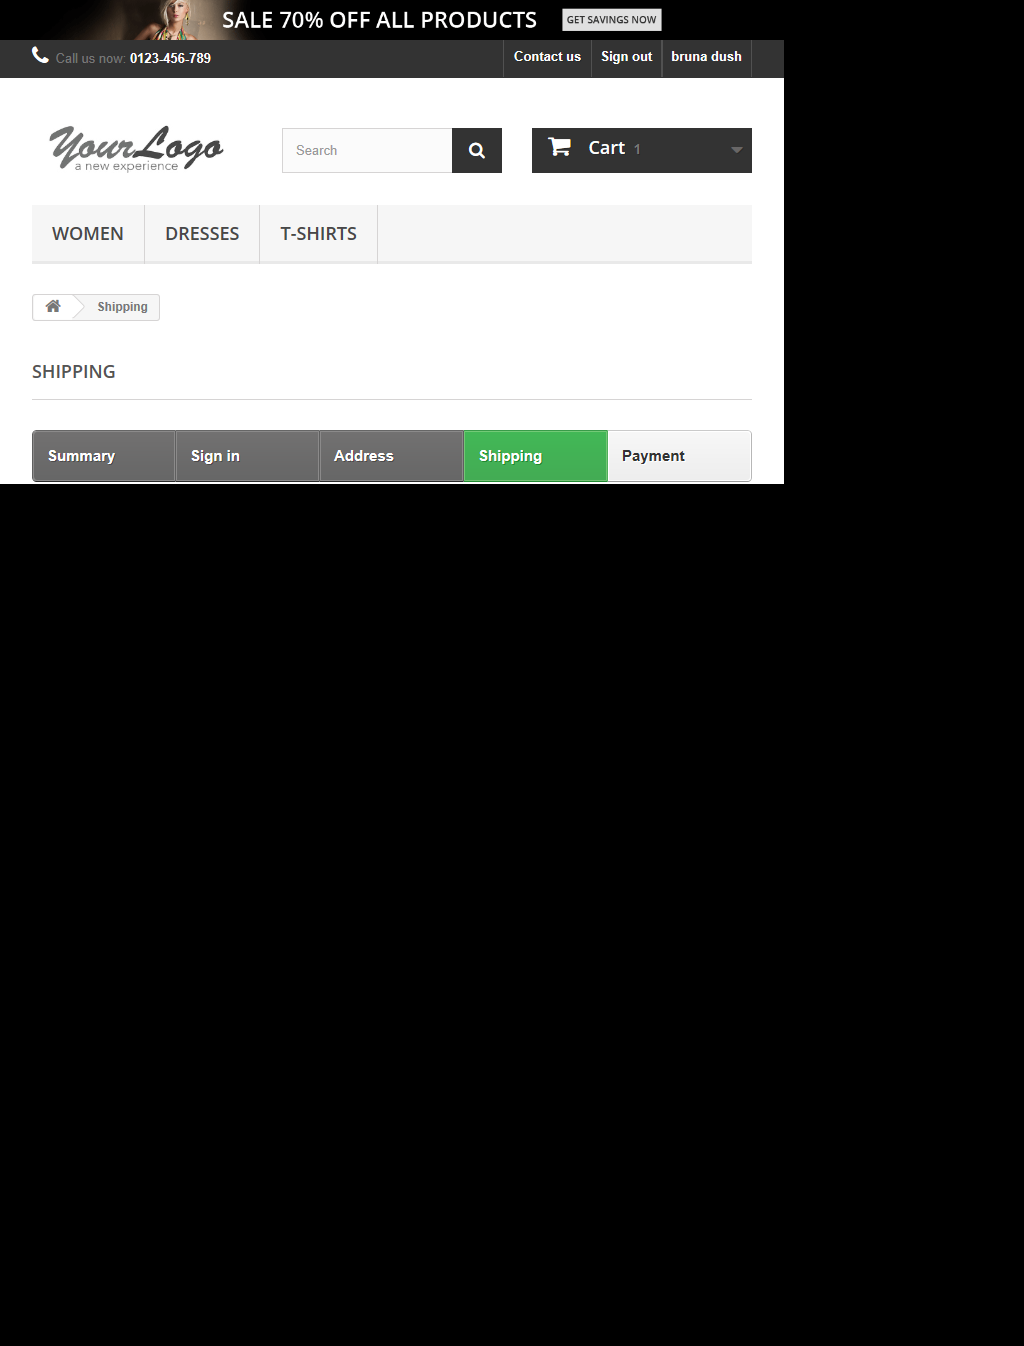 SALE 70% OFF ALL PRODUCTS GET SAVINGS NOW
Call us now: 0123-456-789 Contact us Sign out bruna dush
YourLogo
a new experience
Search
Cart 1
WOMEN DRESSES T-SHIRTS
Shipping
SHIPPING
Summary Sign in Address Shipping Payment